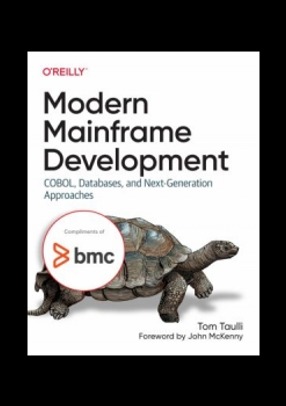 O'REILLY
Modern
Mainframe
Development
COBOL, Databases, and Next-Generation
Approaches
Compliments of
bmc
Tom Taulli
Foreword by John McKenny